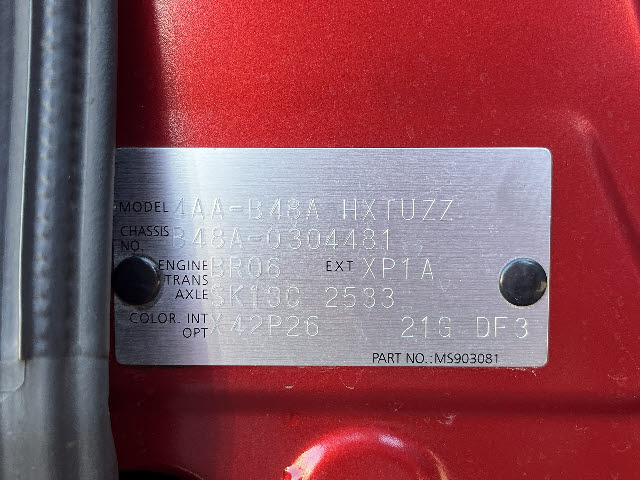 MODEL 4AA-B48A HXTUZZ
CHASSIS NO. B48A-0304481
ENGINE BR06 EXT XP1A
TRANS AXLE SK10C 2533
COLOR. INT OPT X42P26 21G DF3
PART NO.:MS903081